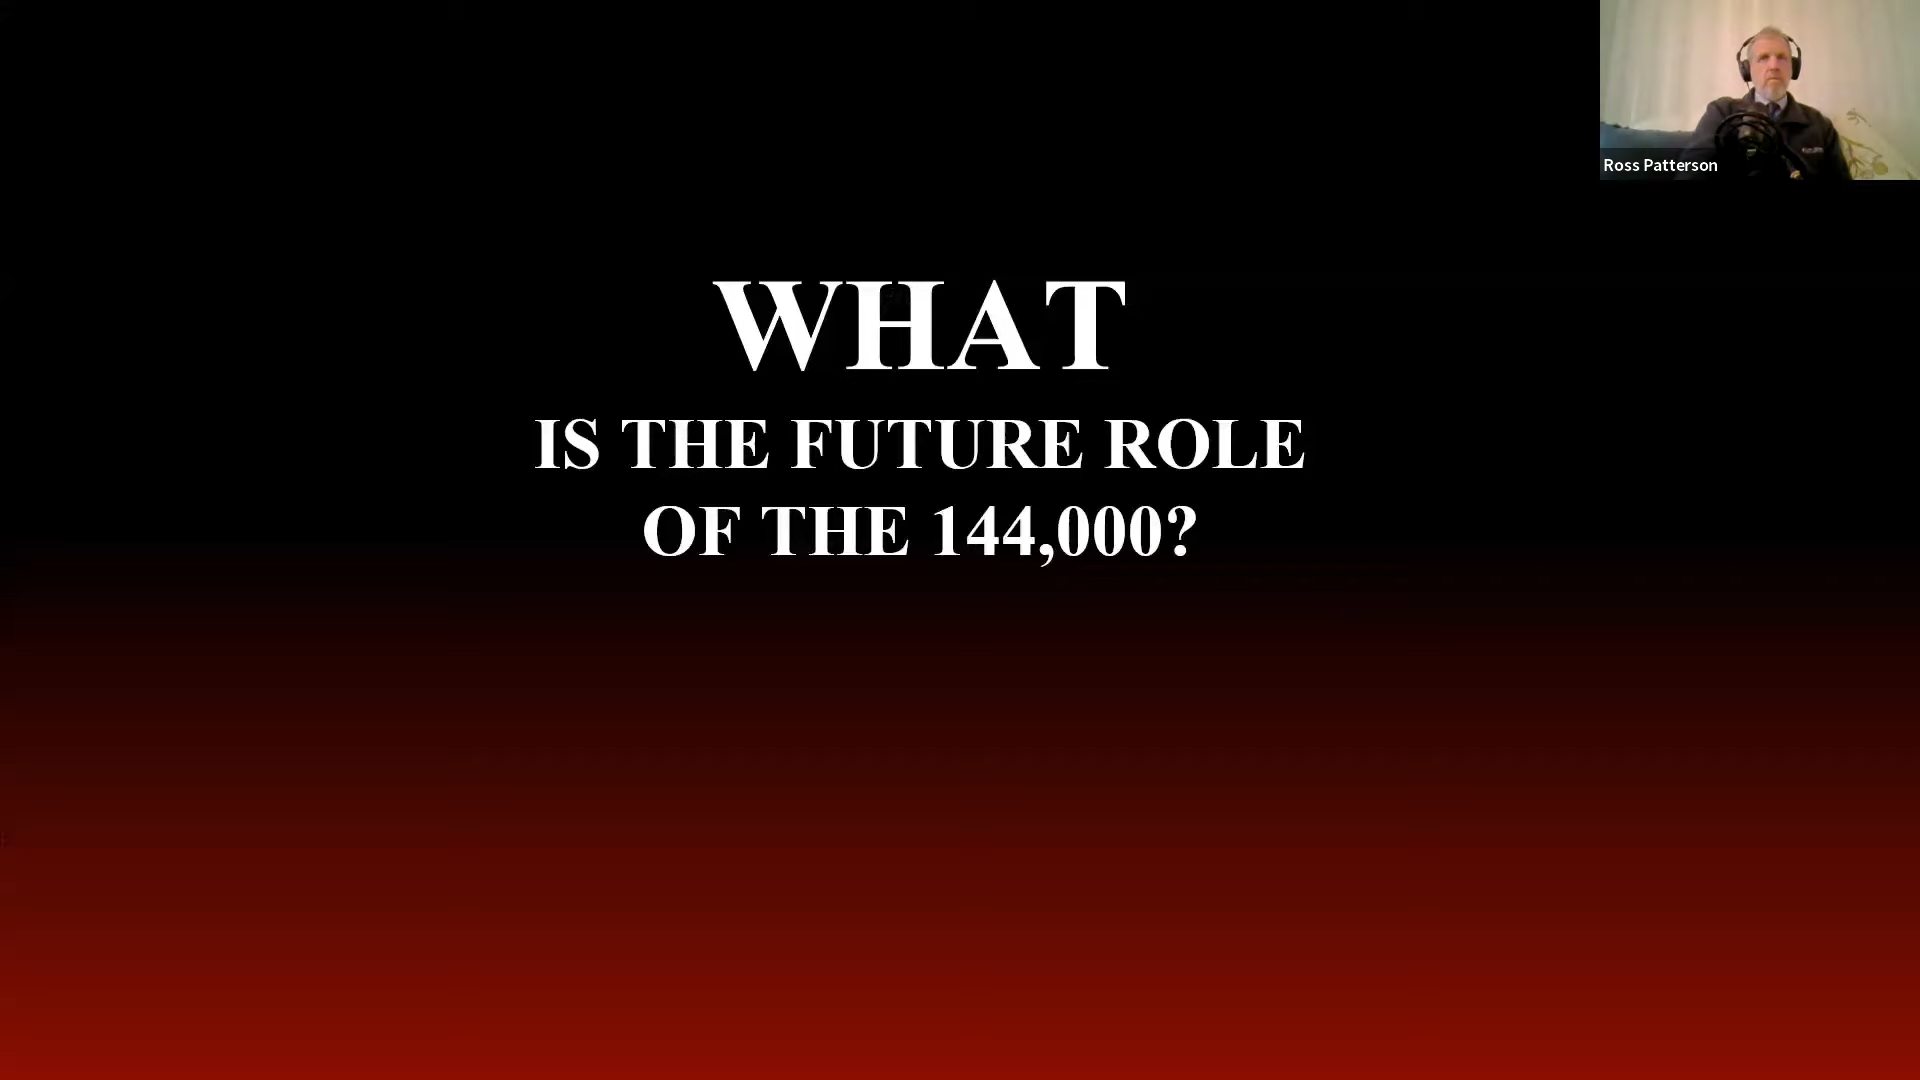 Ross Patterson
WHAT
IS THE FUTURE ROLE
OF THE 144,000?